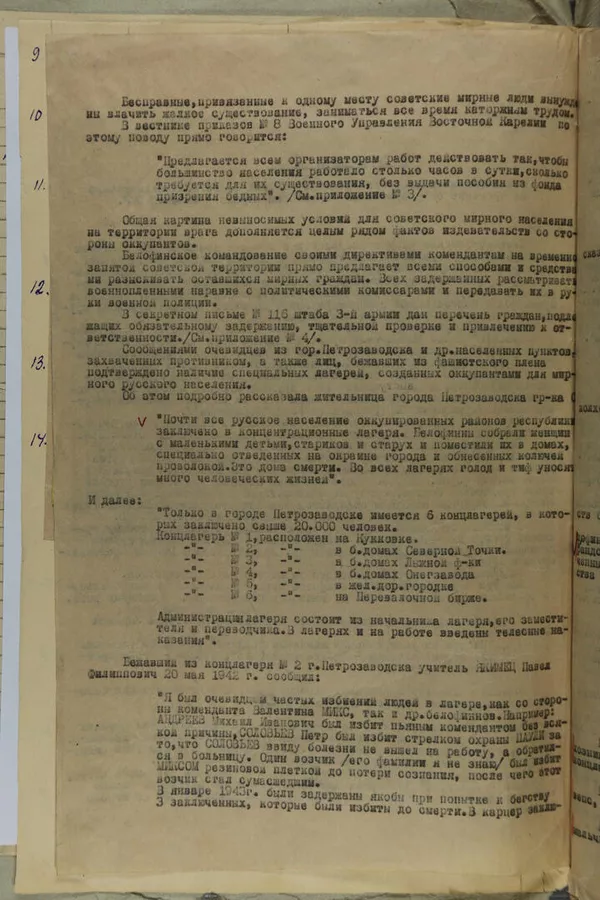 9
Бесправные,привязанные к одному месту советские мирные люди вынужде
10
ны влачить жалкое существование, заниматься все время каторжным трудом.
В вестнике приказов № 8 Военного Управления Восточной Карелии по
этому поводу прямо говорится:
"Предлагается всем организаторам работ действовать так,чтобы
большинство населения работало столько часов в сутки,сколько
11.
требуется для их существования, без выдачи пособия из фонда
призрения бедных". /См.приложение № 3/.
Общая картина невыносимых условий для советского мирного населения
на территории врага дополняется целым рядом фактов издевательств со сто-
роны оккупантов.
Белофинское командование своими директивами комендантам на временно
занятой советской территории прямо предлагает всеми способами и средства
12.
ми разыскивать оставшихся мирных граждан. Всех задержанных рассматривать
военнопленными наравне с политическими комиссарами и передавать их в ру-
ки военной полиции.
В секретном письме № 116 штаба 3-й армии дан перечень граждан,подле
жащих обязательному задержанию, тщательной проверке и привлечению к от-
ветственности./См.приложение № 4/.
13.
Сообщениями очевидцев из гор.Петрозаводска и др.населенных пунктов,
захваченных противником, а также лиц, бежавших из фашистского плена
подтверждено наличие специальных лагерей, созданных оккупантами для мир-
ного русского населения.
Об этом подробно рассказала жительница города Петрозаводска гр-ка
14.
V "Почти все русское население оккупированных районов республики
заключено в концентрационные лагеря. Белофинны собрали женщин
с маленькими детьми,стариков и старух и поместили их в домах,
специально отведенных на окраине города и обнесенных колючей
проволокой.Это дома смерти. Во всех лагерях голод и тиф уносят
много человеческих жизней".
И далее:
"Только в городе Петрозаводске имеется 6 концлагерей, в кото-
рых заключено свыше 20.000 человек.
Концлагерь № 1,расположен на Кукковке.
-"- № 2, -"- в б.домах Северной Точки.
-"- № 3, -"- в б.домах Лыжной ф-ки
-"- № 4, -"- в б.домах Онегзавода
-"- № 5, -"- в жел.дор.городке
-"- № 6, -"- на Перевалочной бирже.
Администрация лагеря состоит из начальника лагеря,его замести-
теля и переводчика.В лагерях и на работе введены телесные на-
казания".
Бежавший из концлагеря № 2 г.Петрозаводска учитель ЯКИМЕЦ Павел
Филиппович 20 мая 1942 г. сообщил:
"Я был очевидцем частых избиений людей в лагере,как со сторо-
ны коменданта Валентина МИКС, так и др.белофиннов.Например:
АНДРЕЕВ Михаил Иванович был избит пьяным комендантом без вся-
кой причины,СОЛОВЬЕВ Петр был избит стрелком охраны ПАУЛИ за
то,что СОЛОВЬЕВ ввиду болезни не вышел на работу, а обратил-
ся в больницу. Один возчик /его фамилии я не знаю/ был избит
МИКСОМ резиновой плеткой до потери сознания, после чего этот
возчик стал сумасшедшим.
В январе 1943г. были задержаны якобы при попытке к бегству
3 заключенных, которые были избиты до смерти.В карцер заклю-